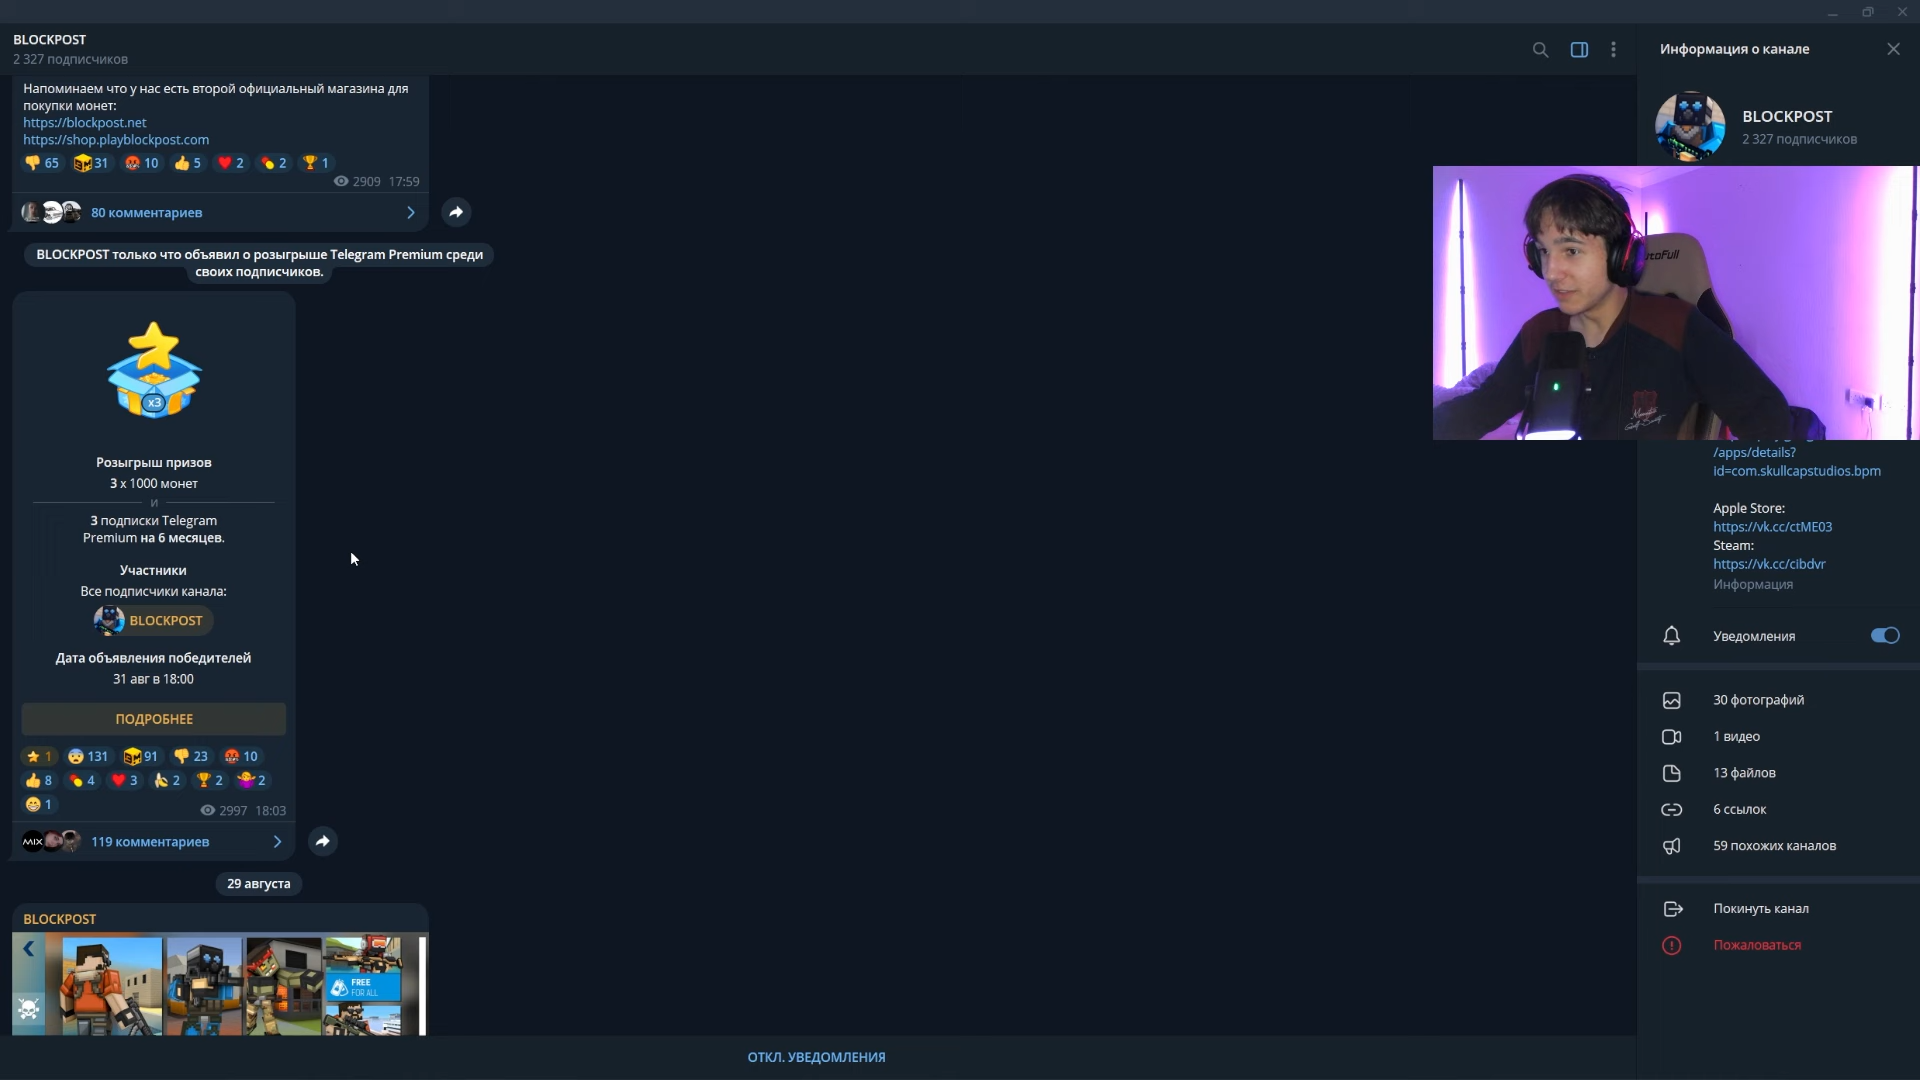 BLOCKPOST
2 327 подписчиков
Напоминаем что у нас есть второй официальный магазина для
покупки монет:
https://blockpost.net
https://shop.playblockpost.com
65 31 10 5 2 2 1
2909 17:59
80 комментариев
BLOCKPOST только что объявил о розыгрыше Telegram Premium среди
своих подписчиков.
x3
Розыгрыш призов
3 x 1000 монет
и
3 подписки Telegram
Premium на 6 месяцев.
Участники
Все подписчики канала:
BLOCKPOST
Дата объявления победителей
31 авг в 18:00
ПОДРОБНЕЕ
1 131 91 23 10
8 4 3 2 2 2
1
2997 18:03
MIX
119 комментариев
29 августа
BLOCKPOST
FREE
FOR ALL
ОТКЛ. УВЕДОМЛЕНИЯ
Информация о канале
BLOCKPOST
2 327 подписчиков
/apps/details?
id=com.skullcapstudios.bpm
Apple Store:
https://vk.cc/ctME03
Steam:
https://vk.cc/cIbdvr
Информация
Уведомления
30 фотографий
1 видео
13 файлов
6 ссылок
59 похожих каналов
Покинуть канал
Пожаловаться